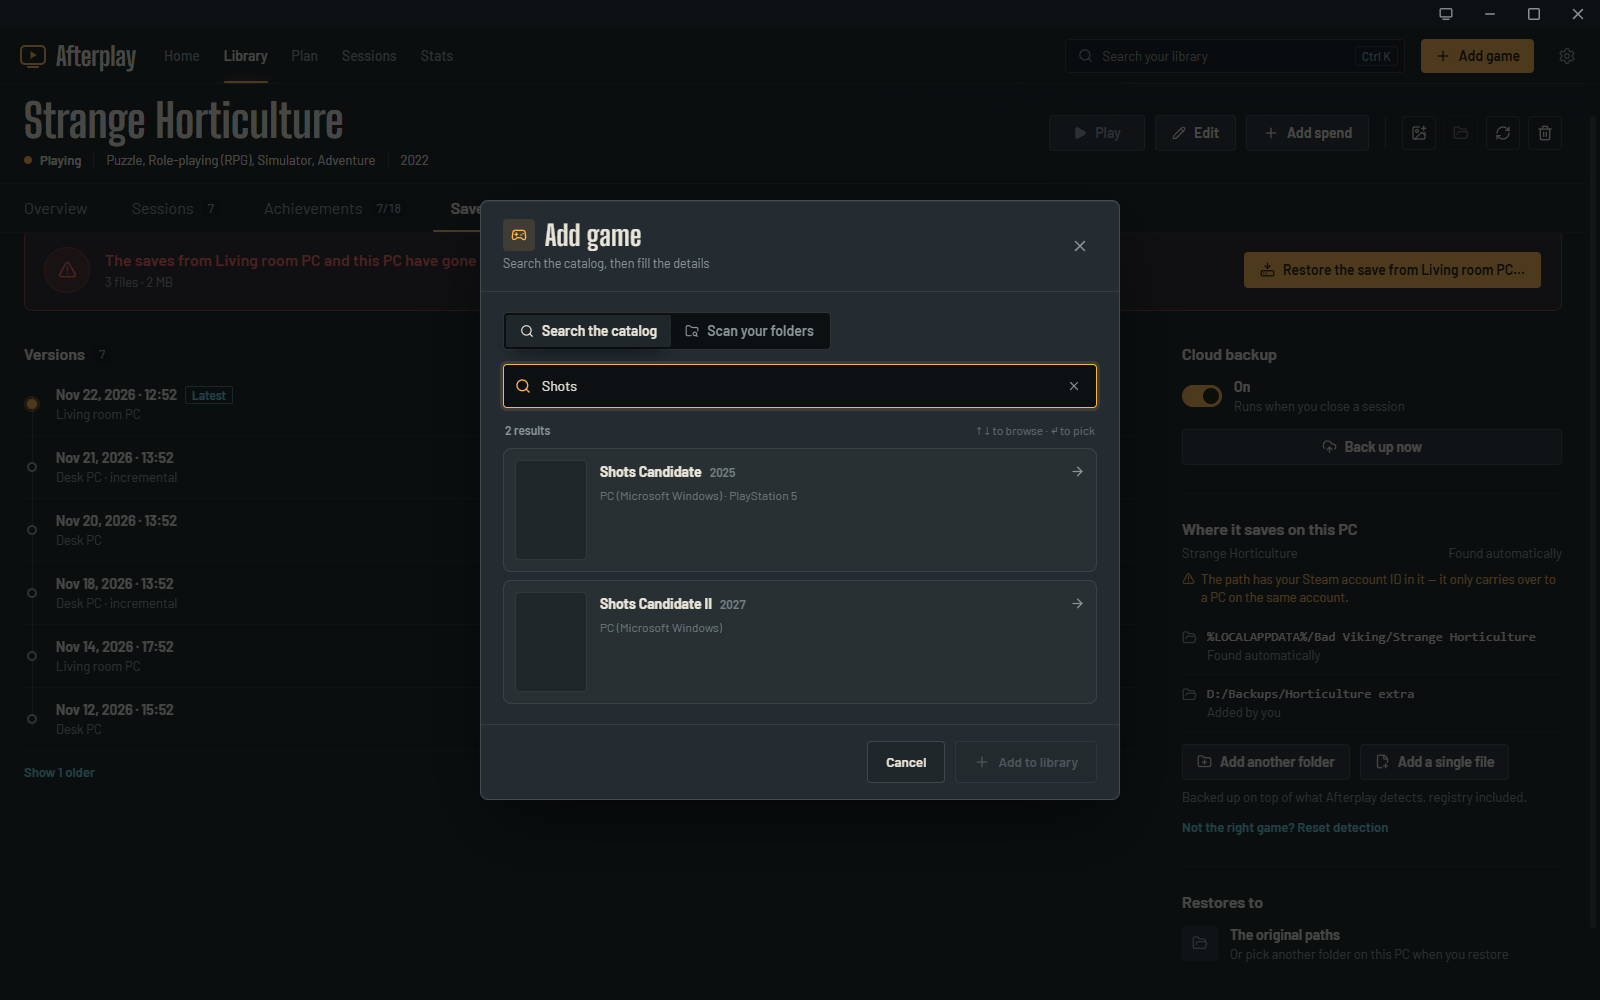 Afterplay
Home
Library
Plan
Sessions
Stats
Search your library
Ctrl K
Add game
Strange Horticulture
Playing
Puzzle, Role-playing (RPG), Simulator, Adventure
2022
Play
Edit
Add spend
Overview
Sessions 7
Achievements 7/18
Save
The saves from Living room PC and this PC have gone
3 files · 2 MB
Restore the save from Living room PC...
Versions 7
Nov 22, 2026 · 12:52 Latest
Living room PC
Nov 21, 2026 · 13:52
Desk PC · incremental
Nov 20, 2026 · 13:52
Desk PC
Nov 18, 2026 · 13:52
Desk PC · incremental
Nov 14, 2026 · 17:52
Living room PC
Nov 12, 2026 · 15:52
Desk PC
Show 1 older
Add game
Search the catalog, then fill the details
Search the catalog
Scan your folders
Shots
2 results
↑ ↓ to browse · ↵ to pick
Shots Candidate 2025
PC (Microsoft Windows) · PlayStation 5
Shots Candidate II 2027
PC (Microsoft Windows)
Cancel
Add to library
Cloud backup
On
Runs when you close a session
Back up now
Where it saves on this PC
Strange Horticulture
Found automatically
The path has your Steam account ID in it — it only carries over to
a PC on the same account.
%LOCALAPPDATA%/Bad Viking/Strange Horticulture
Found automatically
D:/Backups/Horticulture extra
Added by you
Add another folder
Add a single file
Backed up on top of what Afterplay detects, registry included.
Not the right game? Reset detection
Restores to
The original paths
Or pick another folder on this PC when you restore